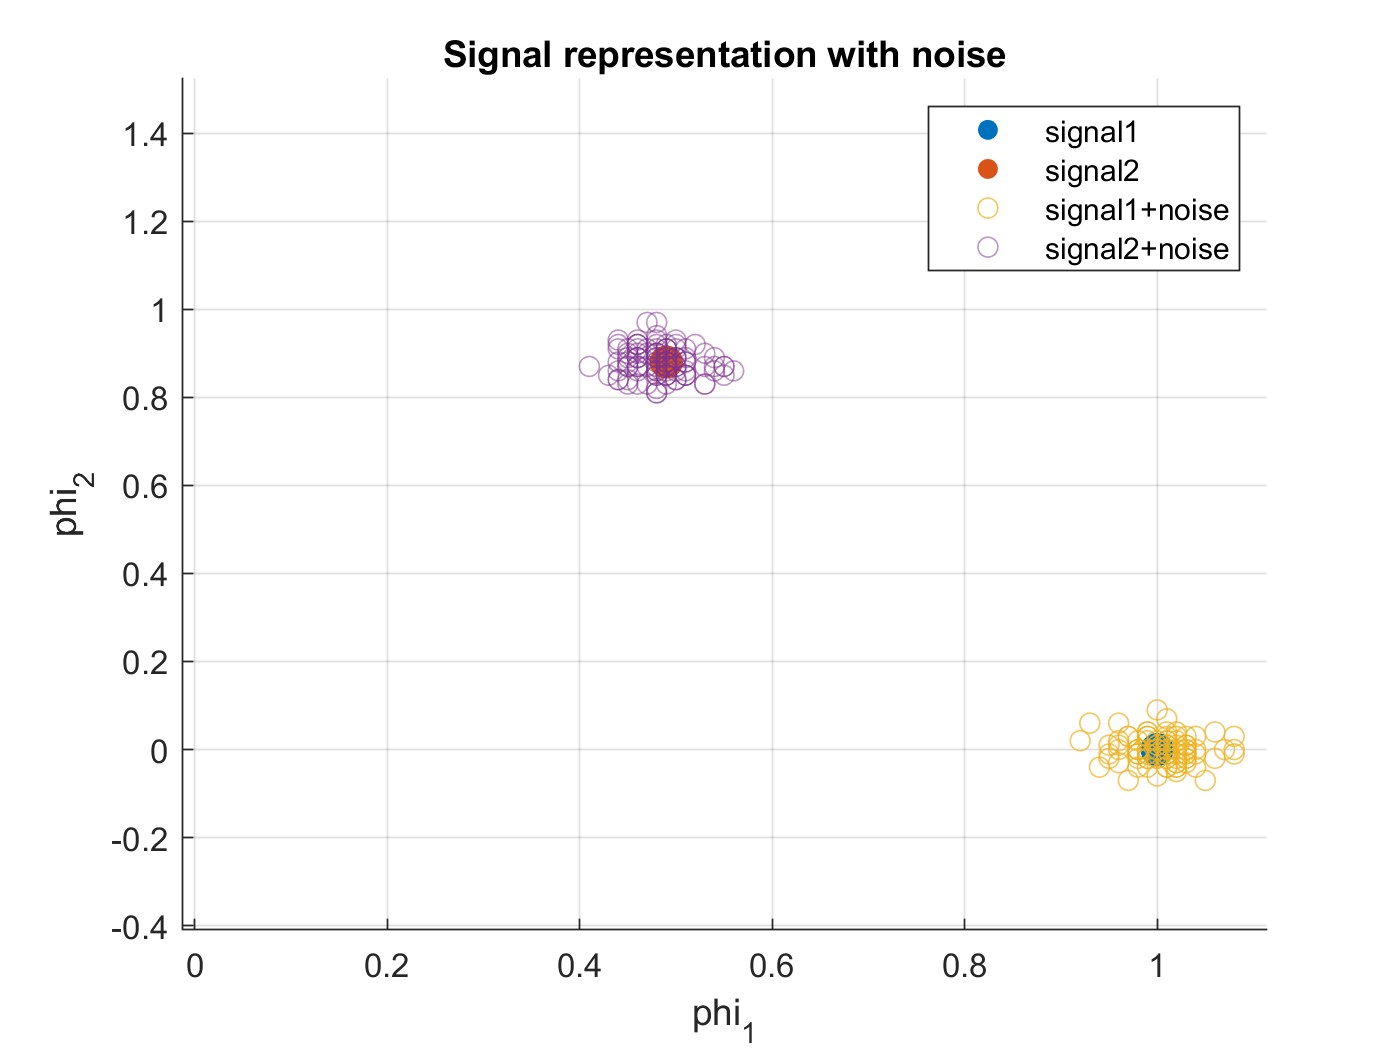 Signal representation with noise
signal1
signal2
signal1+noise
signal2+noise
1.4
1.2
1
0.8
0.6
0.4
0.2
0
-0.2
-0.4
phi2
0 0.2 0.4 0.6 0.8 1
phi1